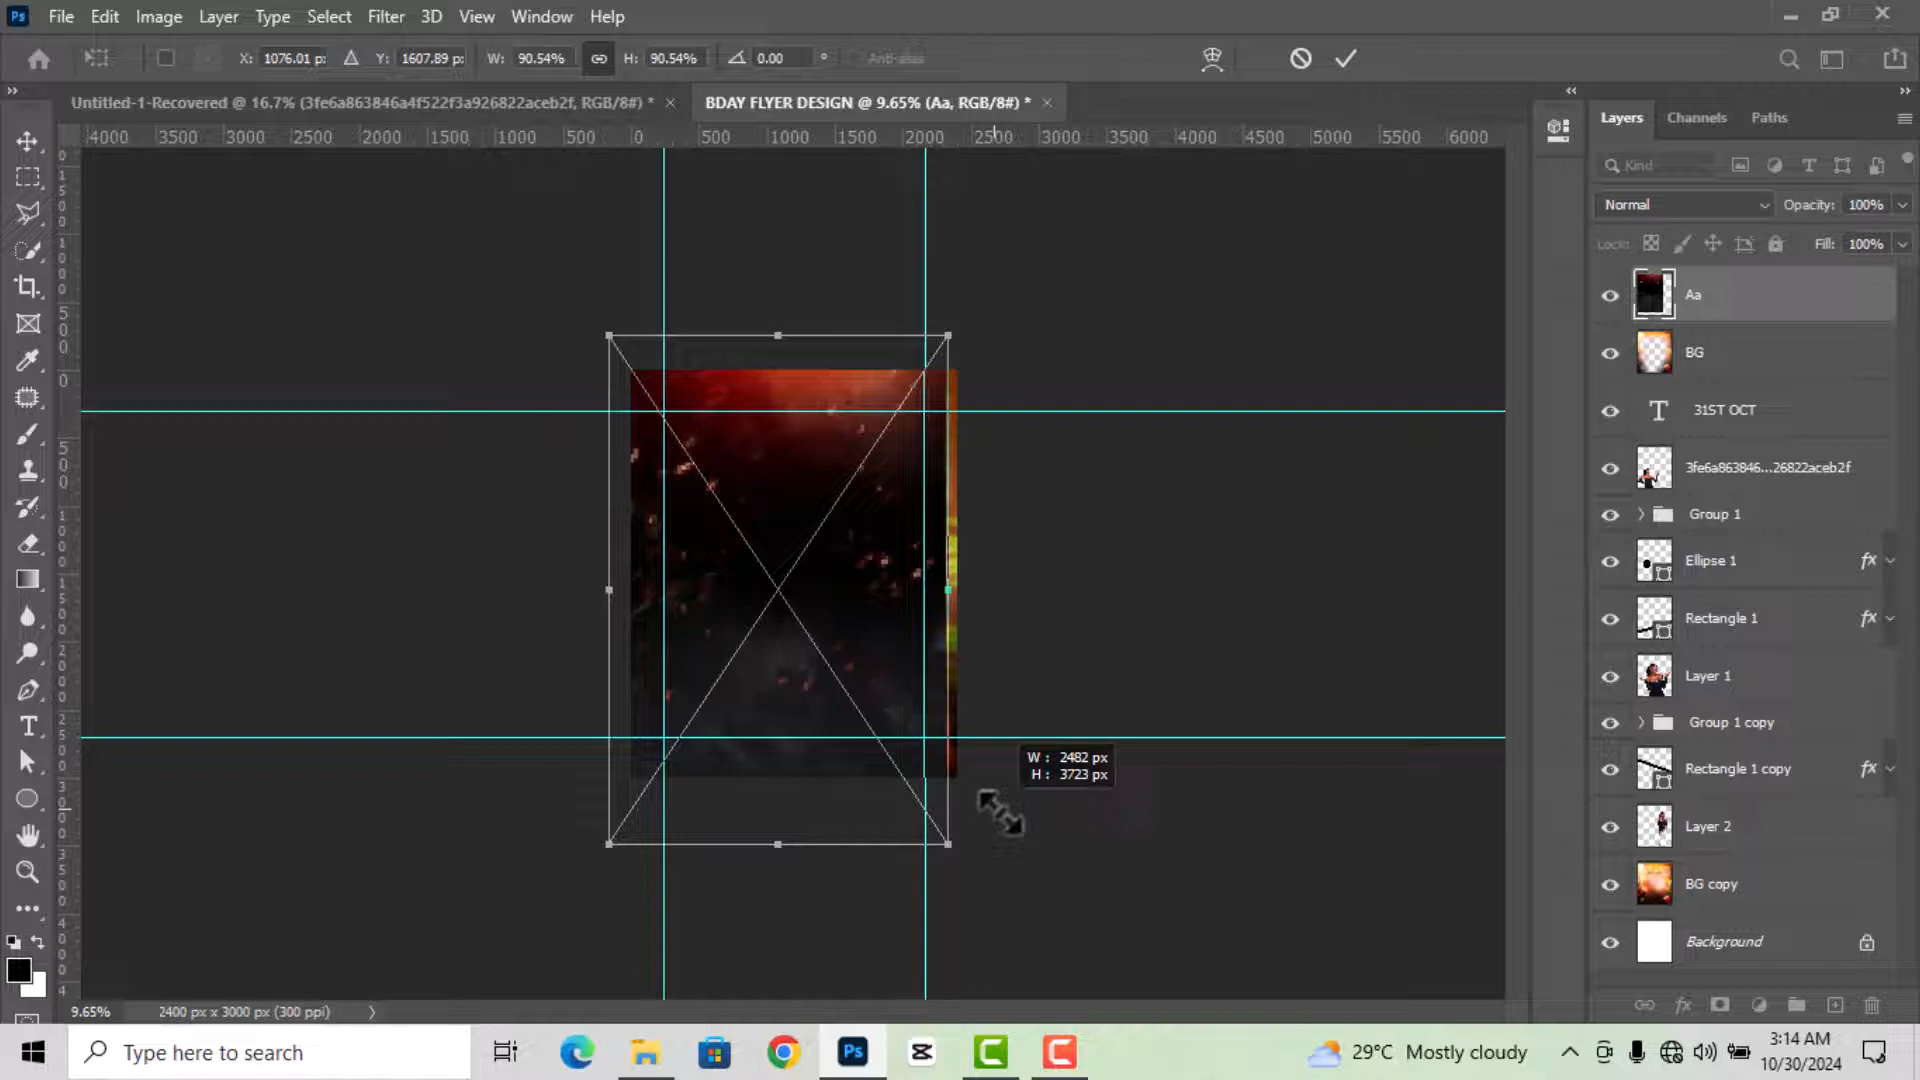 Ps File Edit Image Layer Type Select Filter 3D View Window Help
X: 1076.01 p: Y: 1607.89 p: W: 90.54% H: 90.54% 0.00 ° Anti-alias
Untitled-1-Recovered @ 16.7% (3fe6a863846a4f522f3a926822aceb2f, RGB/8#) * ×
BDAY FLYER DESIGN @ 9.65% (Aa, RGB/8#) * ×
4000 3500 3000 2500 2000 1500 1000 500 0 500 1000 1500 2000 2500 3000 3500 4000 4500 5000 5500 6000
Layers Channels Paths
Kind
Normal Opacity: 100%
Lock: Fill: 100%
Aa
BG
T 31ST OCT
3fe6a863846...26822aceb2f
Group 1
Ellipse 1 fx
Rectangle 1 fx
Layer 1
Group 1 copy
Rectangle 1 copy fx
Layer 2
BG copy
Background
W : 2482 px
H : 3723 px
9.65% 2400 px x 3000 px (300 ppi)
Type here to search
Ps
29°C Mostly cloudy
3:14 AM
10/30/2024